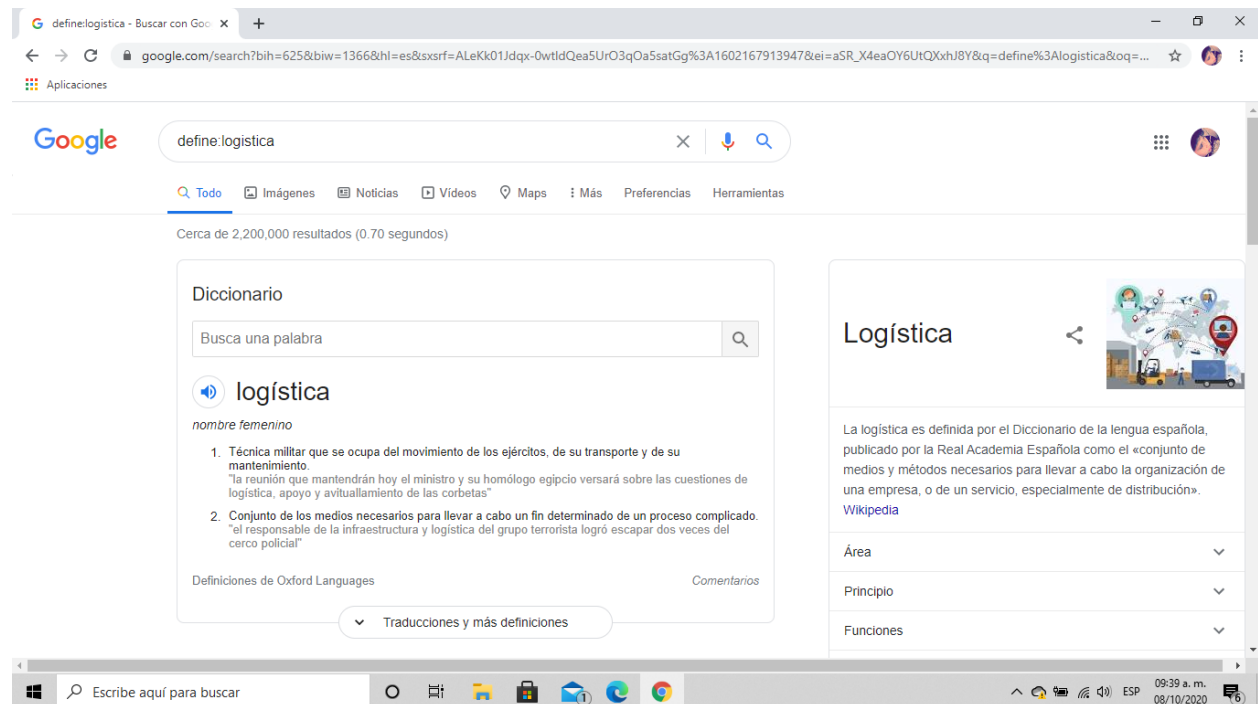 define:logistica - Buscar con Goo
google.com/search?bih=625&biw=1366&hl=es&sxsrf=ALeKk01Jdqx-0wtIdQea5UrO3qOa5satGg%3A1602167913947&ei=aSR_X4eaOY6UtQXxhJ8Y&q=define%3Alogistica&oq=...
Aplicaciones
Google
define:logistica
Todo Imágenes Noticias Vídeos Maps Más Preferencias Herramientas
Cerca de 2,200,000 resultados (0.70 segundos)
Diccionario
Busca una palabra
logística
nombre femenino
1. Técnica militar que se ocupa del movimiento de los ejércitos, de su transporte y de su
mantenimiento.
"la reunión que mantendrán hoy el ministro y su homólogo egipcio versará sobre las cuestiones de
logística, apoyo y avituallamiento de las corbetas"
2. Conjunto de los medios necesarios para llevar a cabo un fin determinado de un proceso complicado.
"el responsable de la infraestructura y logística del grupo terrorista logró escapar dos veces del
cerco policial"
Definiciones de Oxford Languages
Comentarios
Traducciones y más definiciones
Logística
La logística es definida por el Diccionario de la lengua española,
publicado por la Real Academia Española como el «conjunto de
medios y métodos necesarios para llevar a cabo la organización de
una empresa, o de un servicio, especialmente de distribución».
Wikipedia
Área
Principio
Funciones
Escribe aquí para buscar
1
ESP
09:39 a. m.
08/10/2020
6